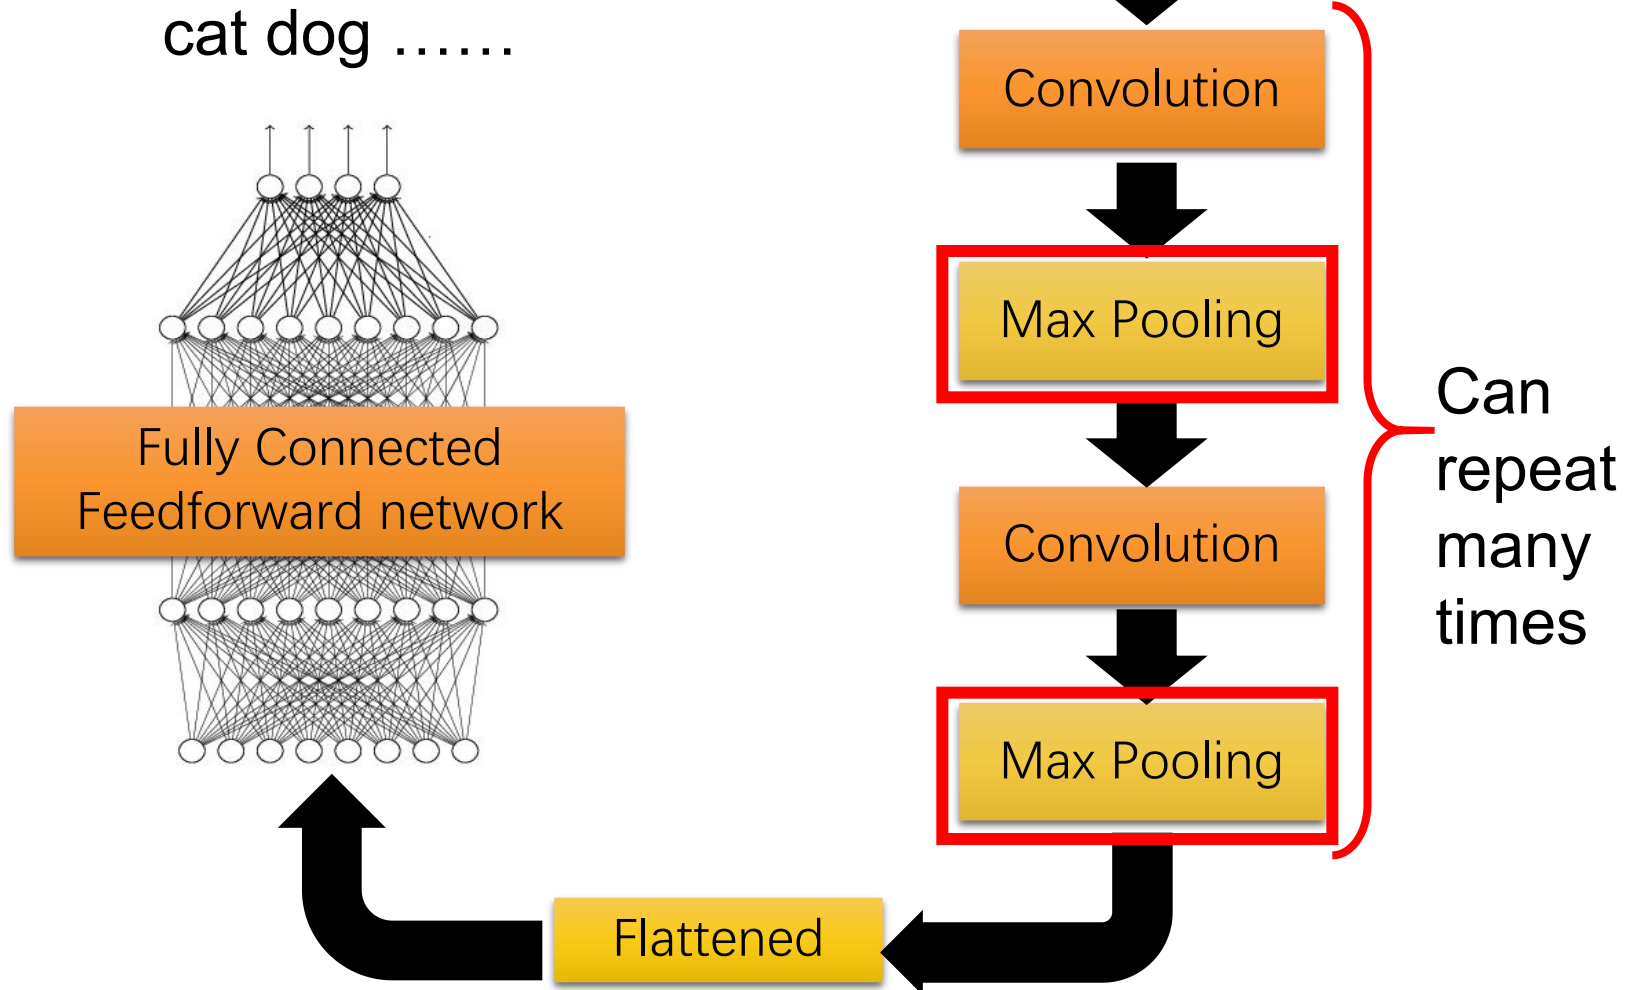 cat dog ……
Convolution
Max Pooling
Convolution
Max Pooling
Can
repeat
many
times
Fully Connected
Feedforward network
Flattened